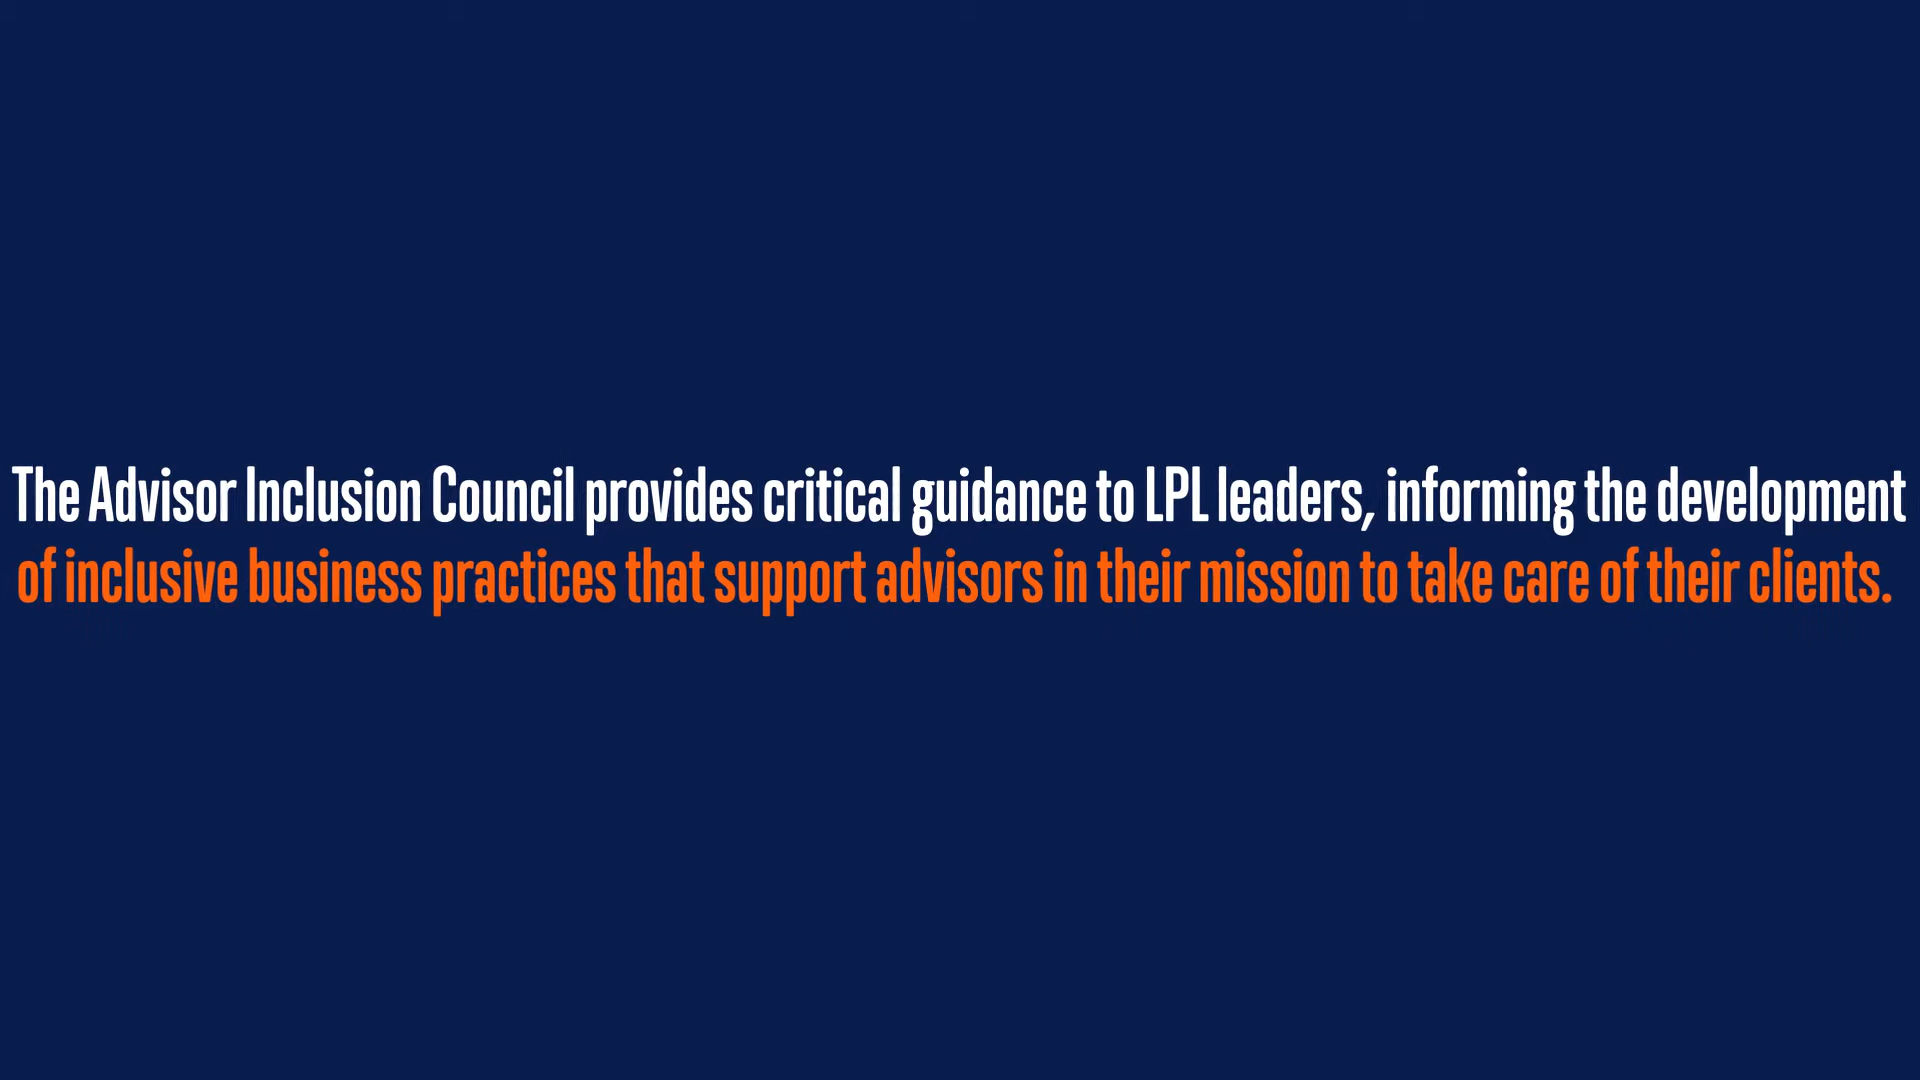 The Advisor Inclusion Council provides critical guidance to LPL leaders, informing the development
of inclusive business practices that support advisors in their mission to take care of their clients.